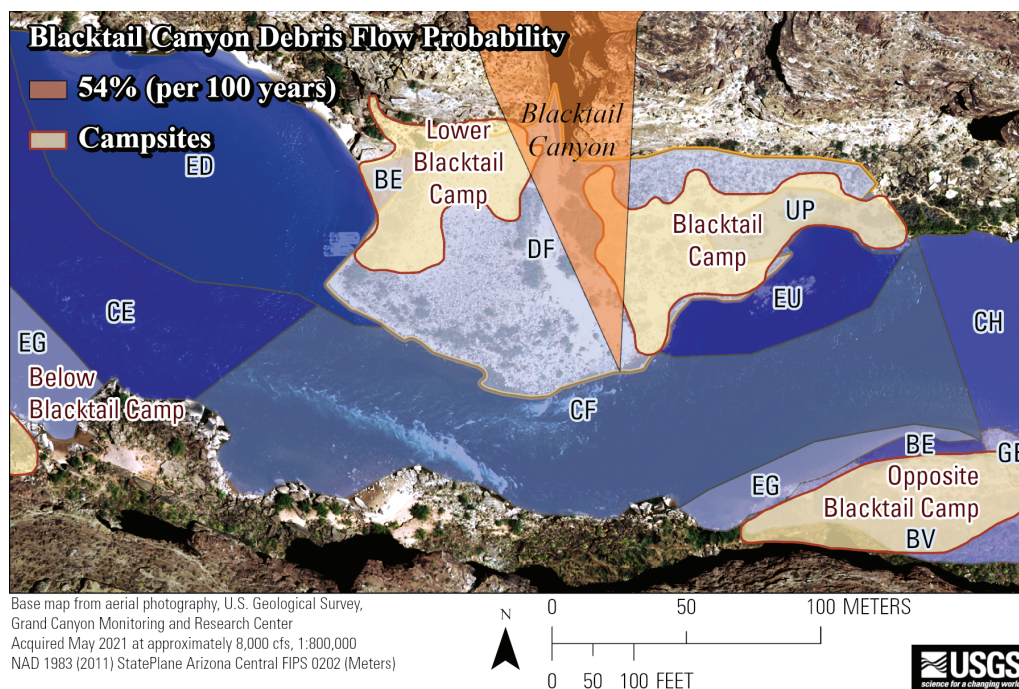 Blacktail Canyon Debris Flow Probability
54% (per 100 years)
Campsites
ED
BE
Lower
Blacktail
Camp
Blacktail
Canyon
DF
Blacktail
Camp
UP
EU
CH
CE
EG
Below
Blacktail Camp
CF
BE
GE
EG
Opposite
Blacktail Camp
BV
Base map from aerial photography, U.S. Geological Survey,
Grand Canyon Monitoring and Research Center
Acquired May 2021 at approximately 8,000 cfs, 1:800,000
NAD 1983 (2011) StatePlane Arizona Central FIPS 0202 (Meters)
N
0 50 100 METERS
0 50 100 FEET
USGS
science for a changing world